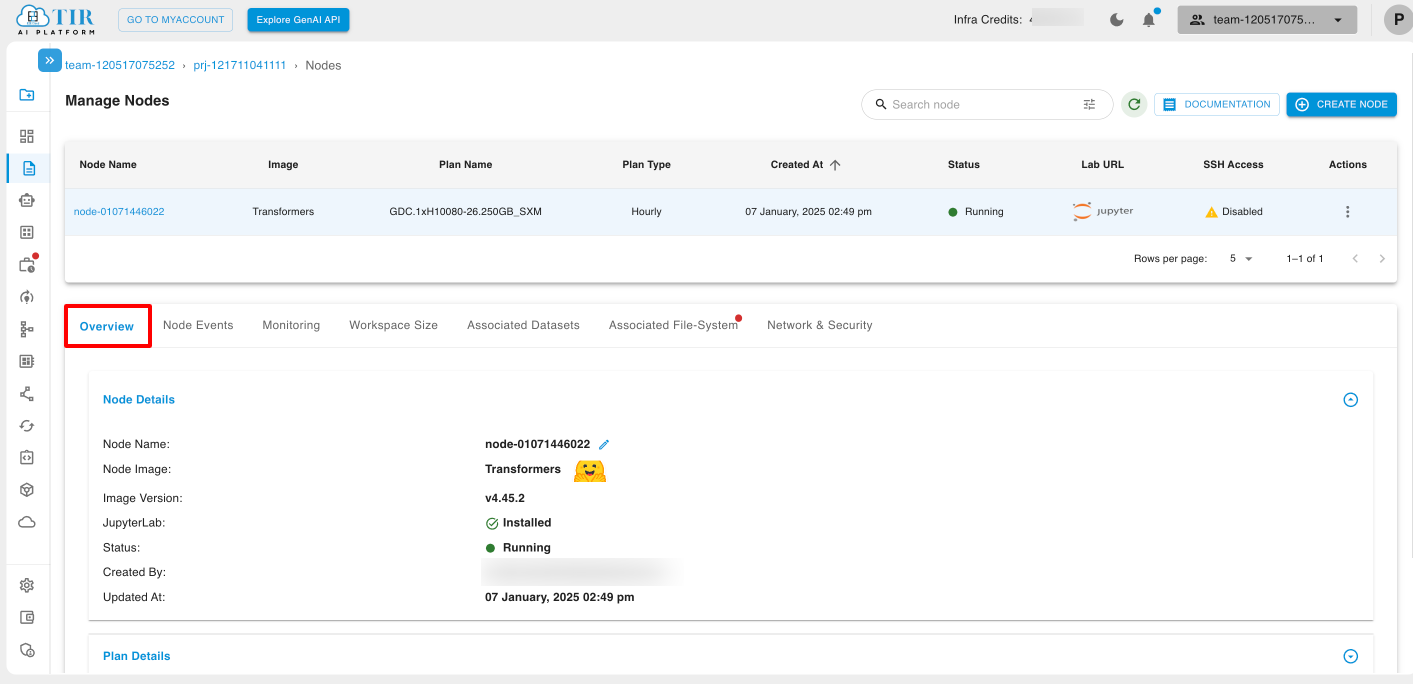 TIR
AI PLATFORM
GO TO MYACCOUNT
Explore GenAI API
Infra Credits:
team-120517075...
P
team-120517075252 › prj-121711041111 › Nodes
Manage Nodes
Search node
DOCUMENTATION
CREATE NODE
Node Name Image Plan Name Plan Type Created At Status Lab URL SSH Access Actions
node-01071446022 Transformers GDC.1xH10080-26.250GB_SXM Hourly 07 January, 2025 02:49 pm Running jupyter Disabled
Rows per page: 5 1–1 of 1
Overview Node Events Monitoring Workspace Size Associated Datasets Associated File-System Network & Security
Node Details
Node Name: node-01071446022
Node Image: Transformers
Image Version: v4.45.2
JupyterLab: Installed
Status: Running
Created By:
Updated At: 07 January, 2025 02:49 pm
Plan Details